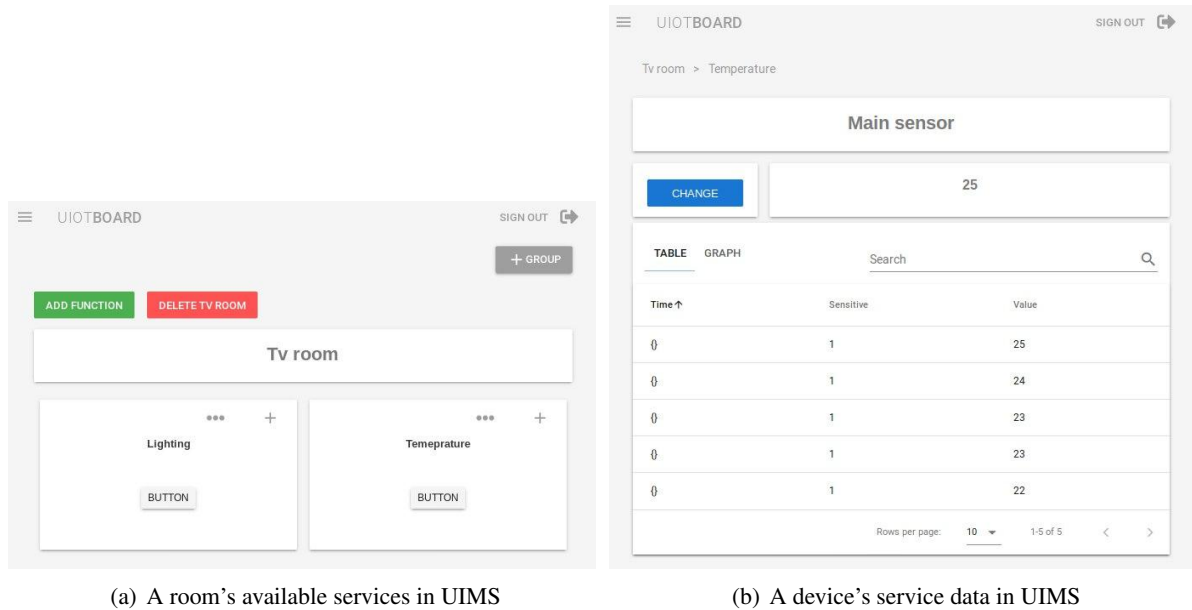 UIOTBOARD
SIGN OUT
+ GROUP
ADD FUNCTION DELETE TV ROOM
Tv room
Lighting
BUTTON
Temeprature
BUTTON
(a) A room's available services in UIMS
UIOTBOARD
SIGN OUT
Tv room > Temperature
Main sensor
CHANGE
25
TABLE GRAPH Search
Time↑ Sensitive Value
{} 1 25
{} 1 24
{} 1 23
{} 1 23
{} 1 22
Rows per page: 10 1-5 of 5 < >
(b) A device's service data in UIMS